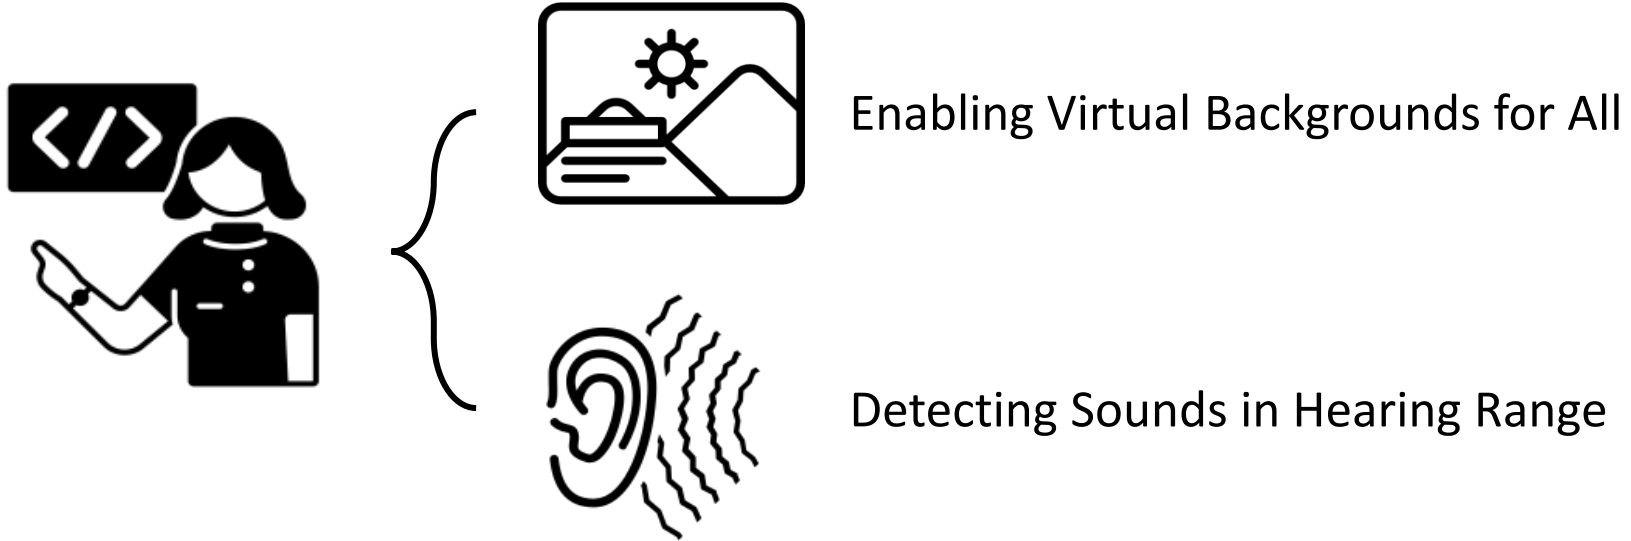 </>
Enabling Virtual Backgrounds for All
Detecting Sounds in Hearing Range